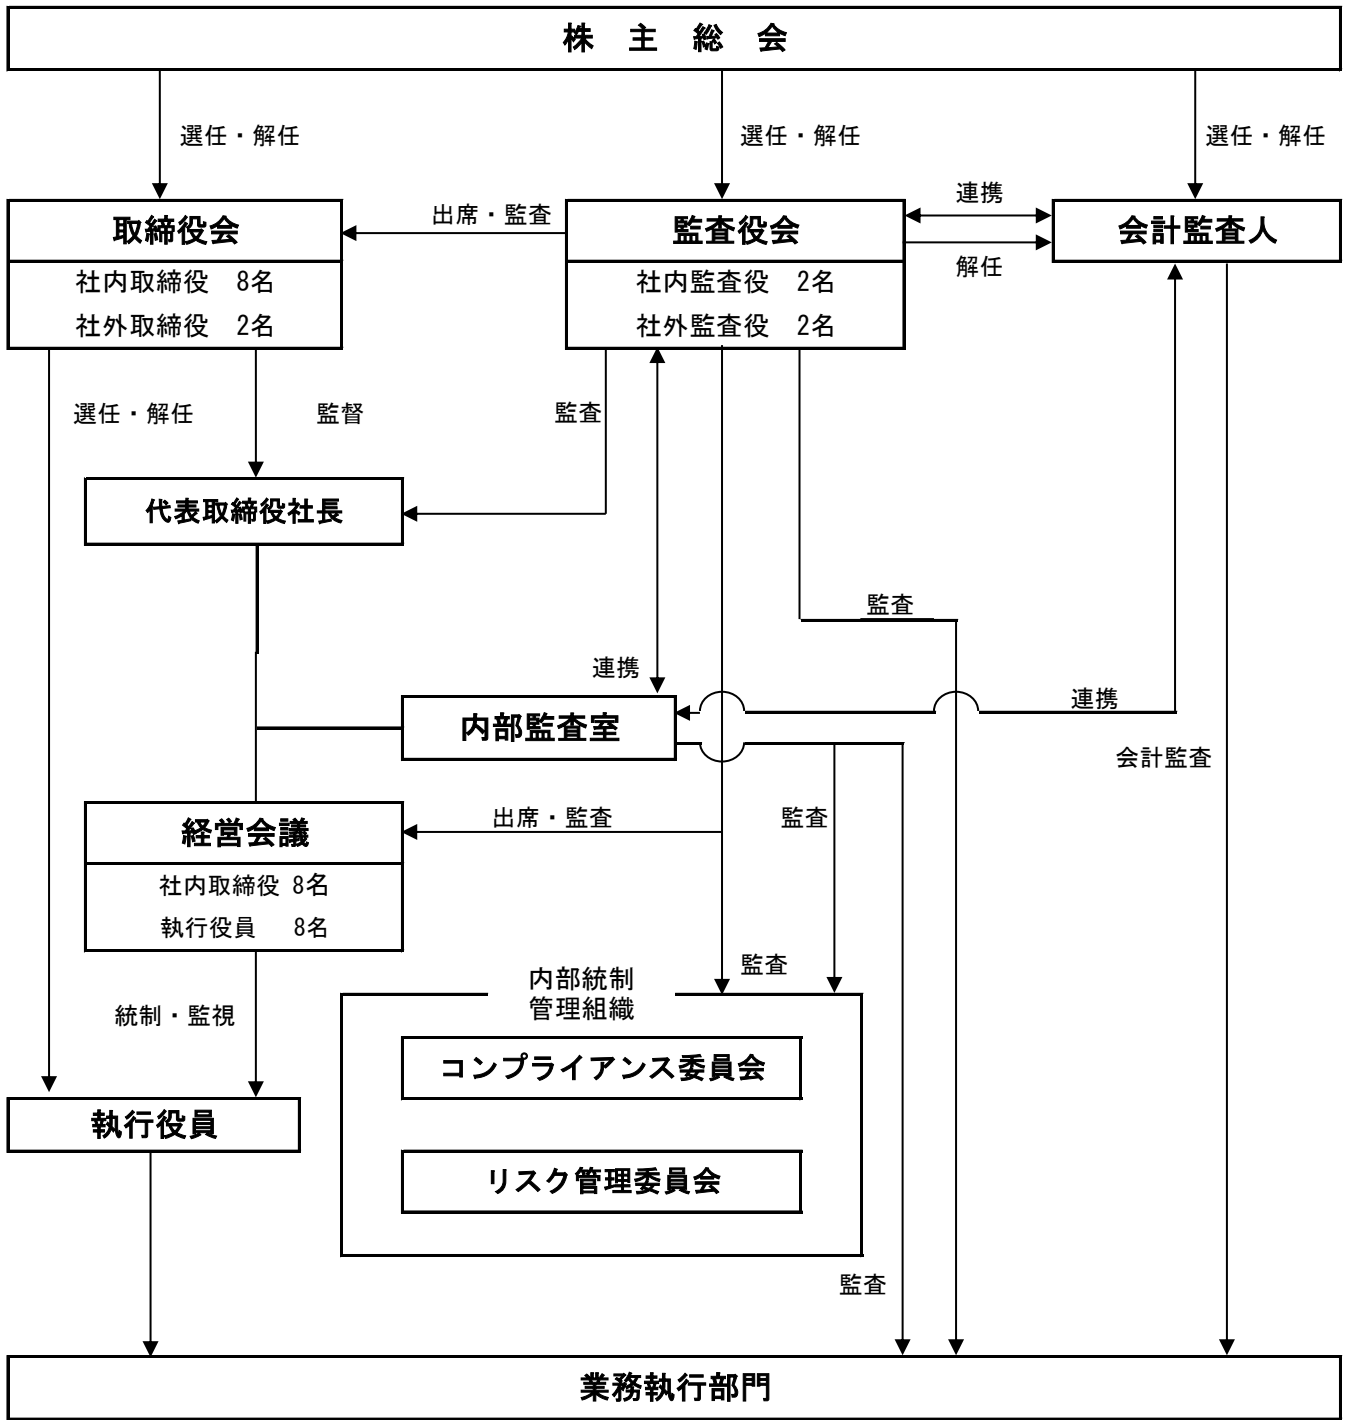 株　主　総　会
選任・解任
選任・解任
選任・解任
取締役会
社内取締役　8名
社外取締役　2名
出席・監査
監査役会
社内監査役　2名
社外監査役　2名
連携
解任
会計監査人
選任・解任
監督
監査
代表取締役社長
監査
連携
連携
内部監査室
会計監査
経営会議
社内取締役 8名
執行役員　8名
出席・監査
監査
監査
統制・監視
内部統制
管理組織
コンプライアンス委員会
執行役員
リスク管理委員会
監査
業務執行部門